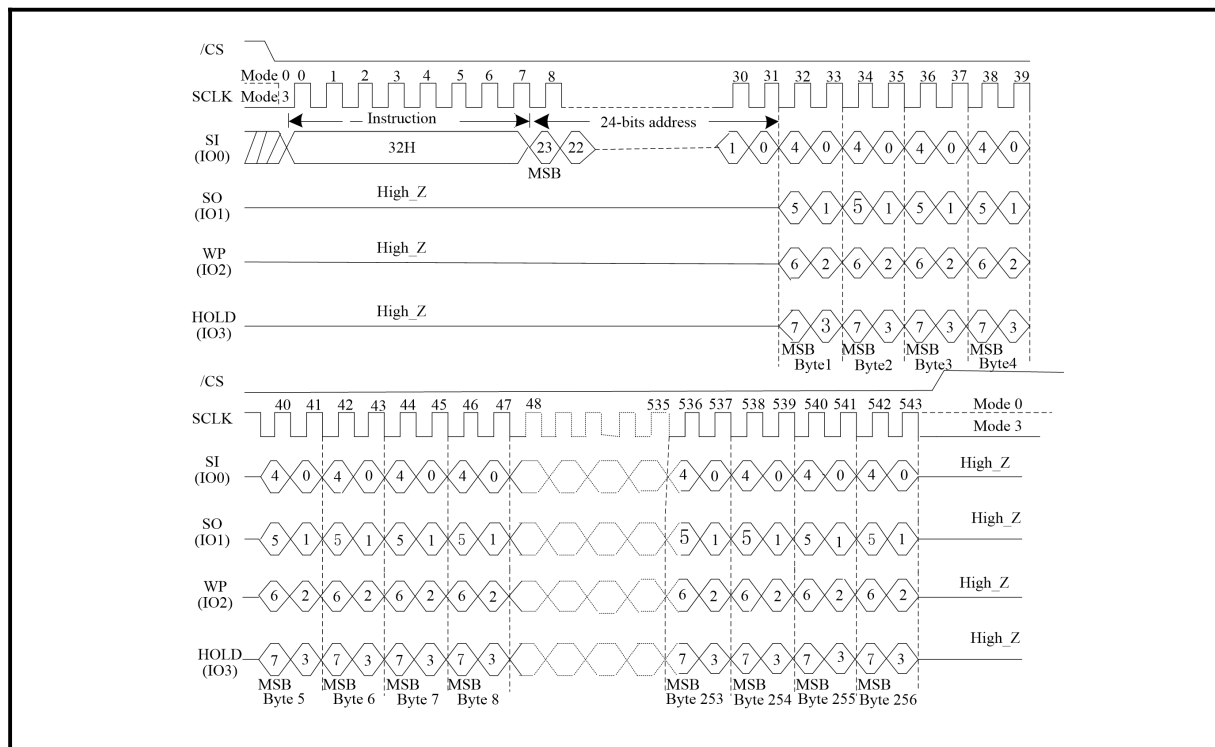 /CS
Mode 0 0 1 2 3 4 5 6 7 8 30 31 32 33 34 35 36 37 38 39
SCLK Mode 3
Instruction 24-bits address
SI
(IO0)
32H 23 22 1 0 4 0 4 0 4 0 4 0
MSB
SO
(IO1)
High_Z 5 1 5 1 5 1 5 1
WP
(IO2)
High_Z 6 2 6 2 6 2 6 2
HOLD
(IO3)
High_Z 7 3 7 3 7 3 7 3
MSB MSB MSB MSB
Byte1 Byte2 Byte3 Byte4
/CS
SCLK 40 41 42 43 44 45 46 47 48 535 536 537 538 539 540 541 542 543 Mode 0
Mode 3
SI
(IO0)
4 0 4 0 4 0 4 0 4 0 4 0 4 0 4 0 High_Z
SO
(IO1)
5 1 5 1 5 1 5 1 5 1 5 1 5 1 5 1 High_Z
WP
(IO2)
6 2 6 2 6 2 6 2 6 2 6 2 6 2 6 2 High_Z
HOLD
(IO3)
7 3 7 3 7 3 7 3 7 3 7 3 7 3 7 3 High_Z
MSB MSB MSB MSB MSB MSB MSB MSB
Byte 5 Byte 6 Byte 7 Byte 8 Byte 253 Byte 254 Byte 255 Byte 256